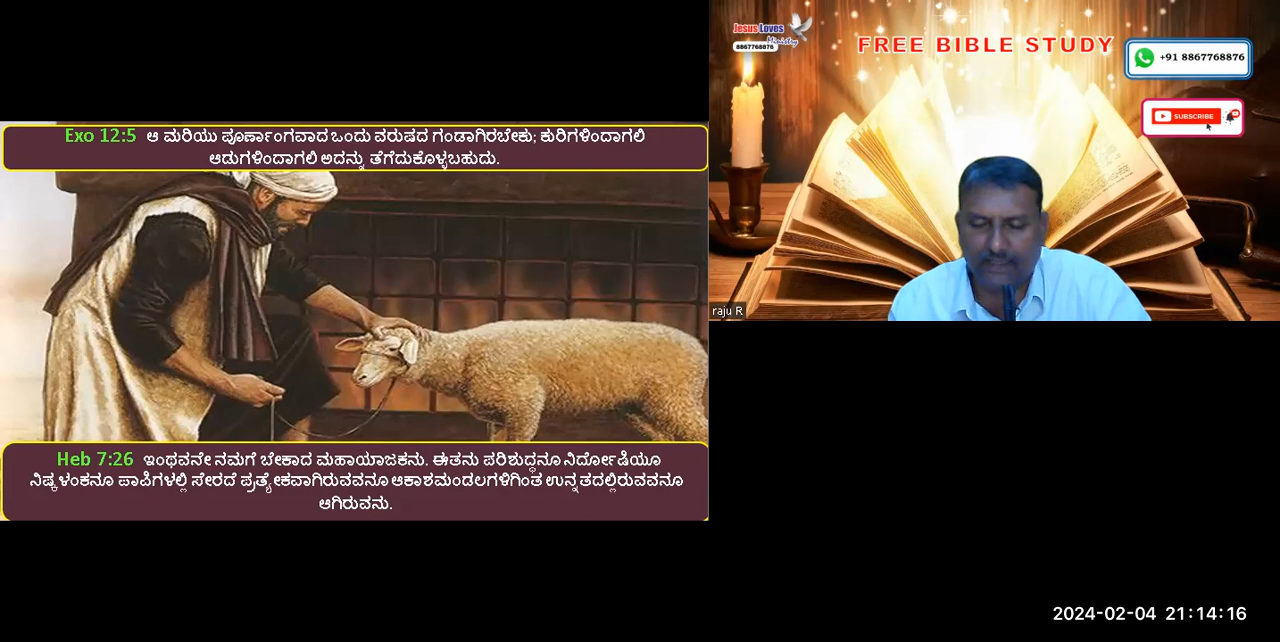 Exo 12:5 ಆ ಮರಿಯು ಪೂರ್ಣಾಂಗವಾದ ಒಂದು ವರುಷದ ಗಂಡಾಗಿರಬೇಕು; ಕುರಿಗಳಿಂದಾಗಲಿ
ಆಡುಗಳಿಂದಾಗಲಿ ಅದನ್ನು ತೆಗೆದುಕೊಳ್ಳಬಹುದು.
Heb 7:26 ಇಂಥವನೇ ನಮಗೆ ಬೇಕಾದ ಮಹಾಯಾಜಕನು. ಈತನು ಪರಿಶುದ್ಧನೂ ನಿರ್ದೋಷಿಯೂ
ನಿಷ್ಕಳಂಕನೂ ಪಾಪಿಗಳಲ್ಲಿ ಸೇರದೆ ಪ್ರತ್ಯೇಕವಾಗಿರುವವನೂ ಆಕಾಶಮಂಡಲಗಳಿಗಿಂತ ಉನ್ನತದಲ್ಲಿರುವವನೂ
ಆಗಿರುವನು.
Jesus Loves
Ministry
8867768876
FREE BIBLE STUDY
+91 8867768876
SUBSCRIBE
raju R
2024-02-04 21:14:16